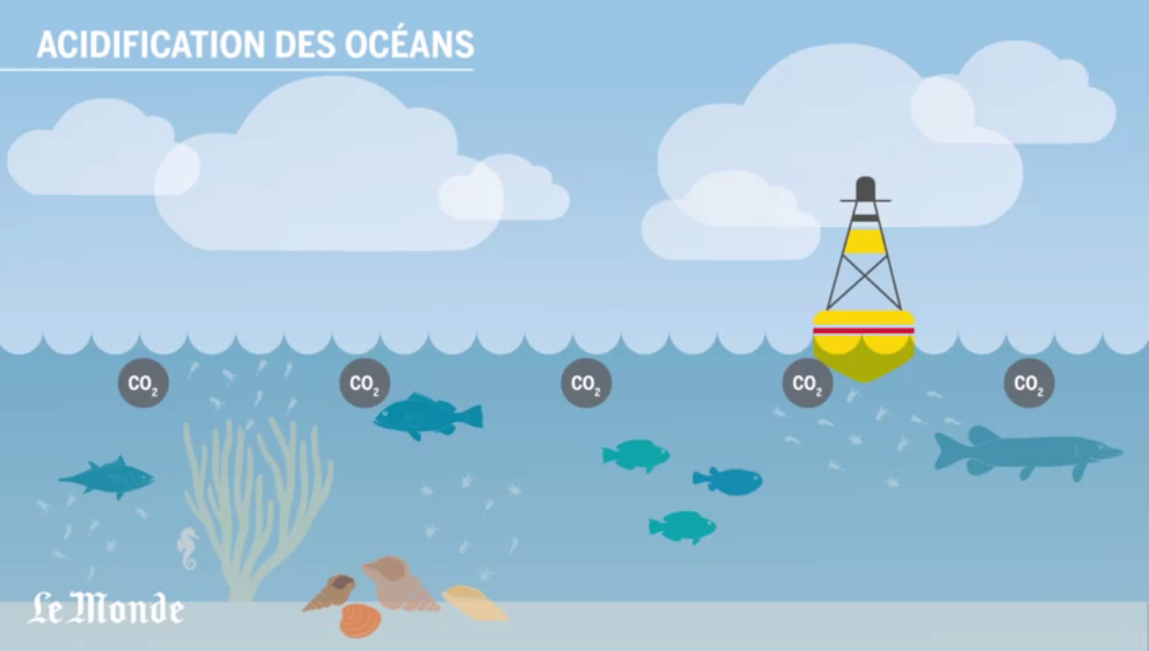 ACIDIFICATION DES OCÉANS
CO₂
CO₂
CO₂
CO₂
CO₂
Le Monde